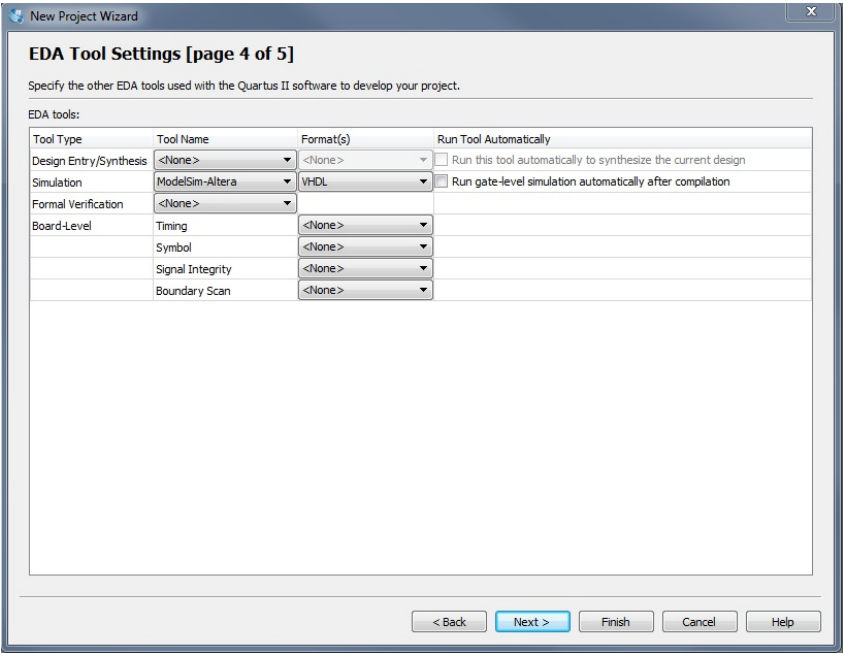 New Project Wizard
X
EDA Tool Settings [page 4 of 5]
Specify the other EDA tools used with the Quartus II software to develop your project.
EDA tools:
Tool Type Tool Name Format(s) Run Tool Automatically
Design Entry/Synthesis <None> <None> Run this tool automatically to synthesize the current design
Simulation ModelSim-Altera VHDL Run gate-level simulation automatically after compilation
Formal Verification <None>
Board-Level Timing <None>
Symbol <None>
Signal Integrity <None>
Boundary Scan <None>
< Back Next > Finish Cancel Help